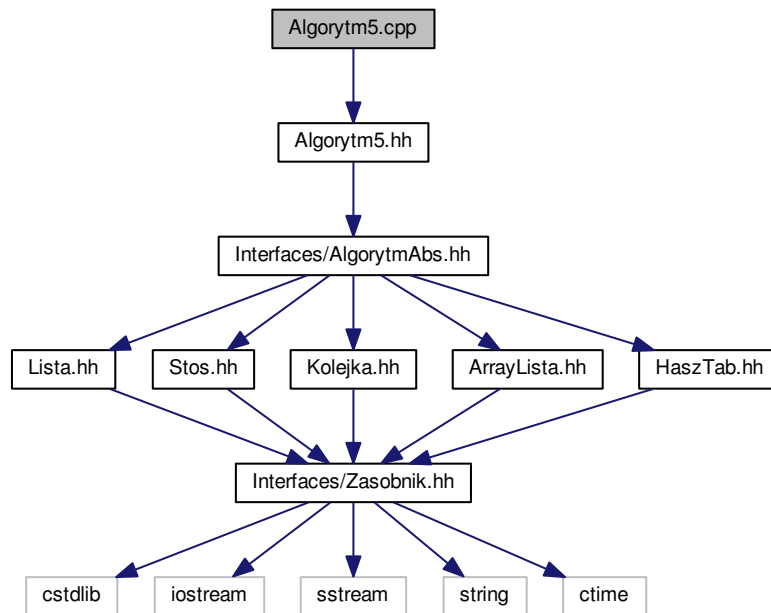 Algorytm5.cpp
Algorytm5.hh
Interfaces/AlgorytmAbs.hh
Lista.hh
Stos.hh
Kolejka.hh
ArrayLista.hh
HaszTab.hh
Interfaces/Zasobnik.hh
cstdlib
iostream
sstream
string
ctime